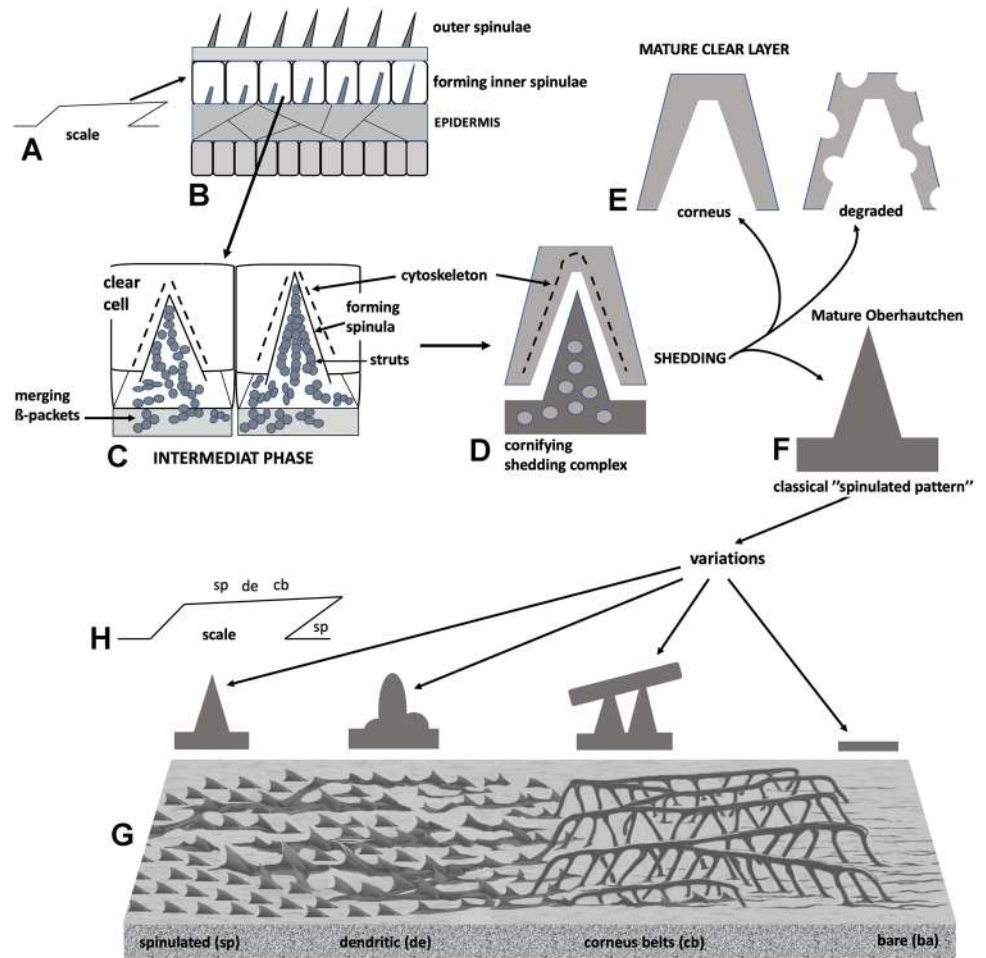 outer spinulae
forming inner spinulae
EPIDERMIS
scale
A
B
MATURE CLEAR LAYER
E
corneus
degraded
clear
cell
cytoskeleton
forming
spinula
struts
merging
ß-packets
C
INTERMEDIAT PHASE
D
cornifying
shedding complex
SHEDDING
Mature Oberhautchen
F
classical "spinulated pattern"
variations
sp de cb
H
scale
sp
G
spinulated (sp)
dendritic (de)
corneus belts (cb)
bare (ba)